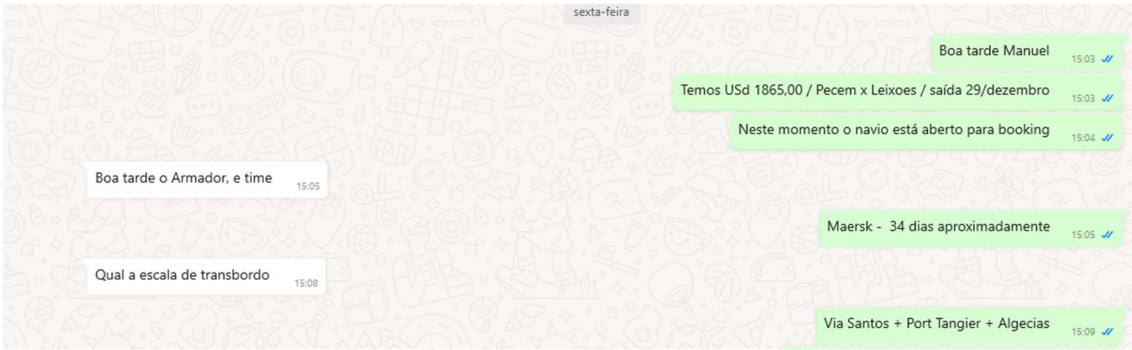 sexta-feira
Boa tarde Manuel 15:03
Temos USd 1865,00 / Pecem x Leixoes / saída 29/dezembro 15:03
Neste momento o navio está aberto para booking 15:04
Boa tarde o Armador, e time 15:05
Maersk - 34 dias aproximadamente 15:05
Qual a escala de transbordo 15:08
Via Santos + Port Tangier + Algecias 15:09